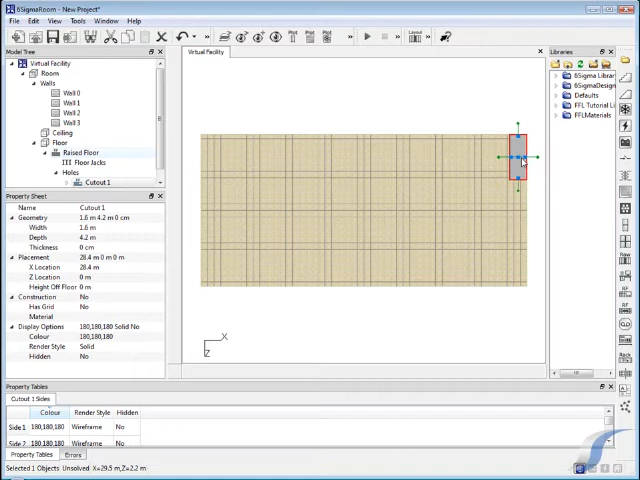 6SigmaRoom - New Project*
File Edit View Tools Window Help
Model Tree
Virtual Facility
Room
Walls
Wall 0
Wall 1
Wall 2
Wall 3
Ceiling
Floor
Raised Floor
Floor Jacks
Holes
Cutout 1
Property Sheet
Name Cutout 1
Geometry 1.6 m 4.2 m 0 cm
Width 1.6 m
Depth 4.2 m
Thickness 0 cm
Placement 28.4 m 0 m 0 m
X Location 28.4 m
Z Location 0 m
Height Off Floor 0 m
Construction No
Has Grid No
Material
Display Options 180,180,180 Solid No
Colour 180,180,180
Render Style Solid
Hidden No
Virtual Facility
X
Z
Libraries
6Sigma Librar
6SigmaDesign
Defaults
FFL Tutorial Li
FFLMaterials
Property Tables
Cutout 1 Sides
Colour Render Style Hidden
Side 1 180,180,180 Wireframe No
Side 2 180,180,180 Wireframe No
Property Tables Errors
Selected 1 Objects Unsolved X=29.5 m,Z=2.2 m